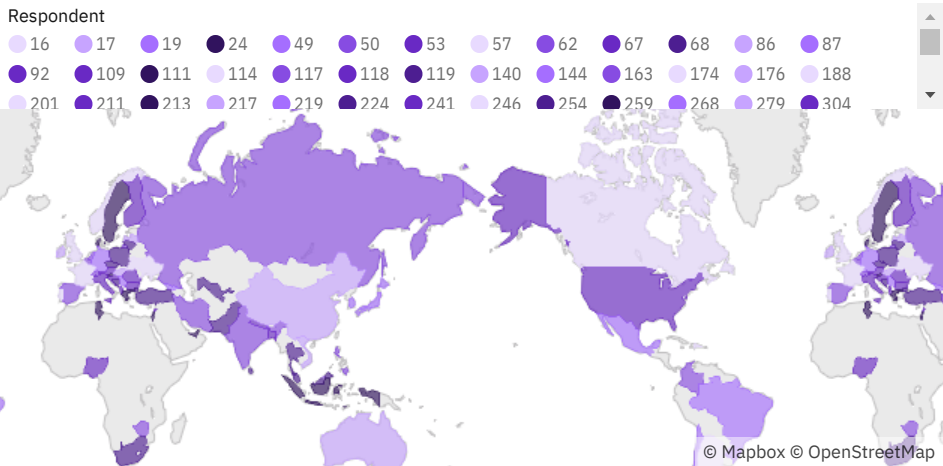 Respondent
16 17 19 24 49 50 53 57 62 67 68 86 87
92 109 111 114 117 118 119 140 144 163 174 176 188
201 211 213 217 219 224 241 246 254 259 268 279 304
© Mapbox © OpenStreetMap